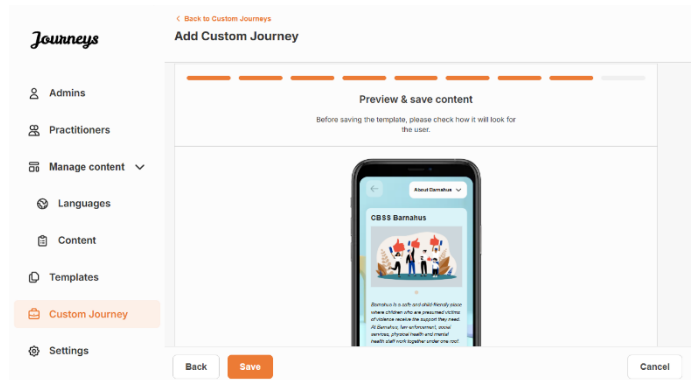 Journeys
Admins
Practitioners
Manage content
Languages
Content
Templates
Custom Journey
Settings
Back to Custom Journeys
Add Custom Journey
Preview & save content
Before saving the template, please check how it will look for
the user.
About Barnahus
CBSS Barnahus
Barnahus is a safe and child-friendly place
where children who are presumed victims
of violence receive the support they need.
At Barnahus, law enforcement, social
services, physical health and mental
health staff work together under one roof.
Back
Save
Cancel